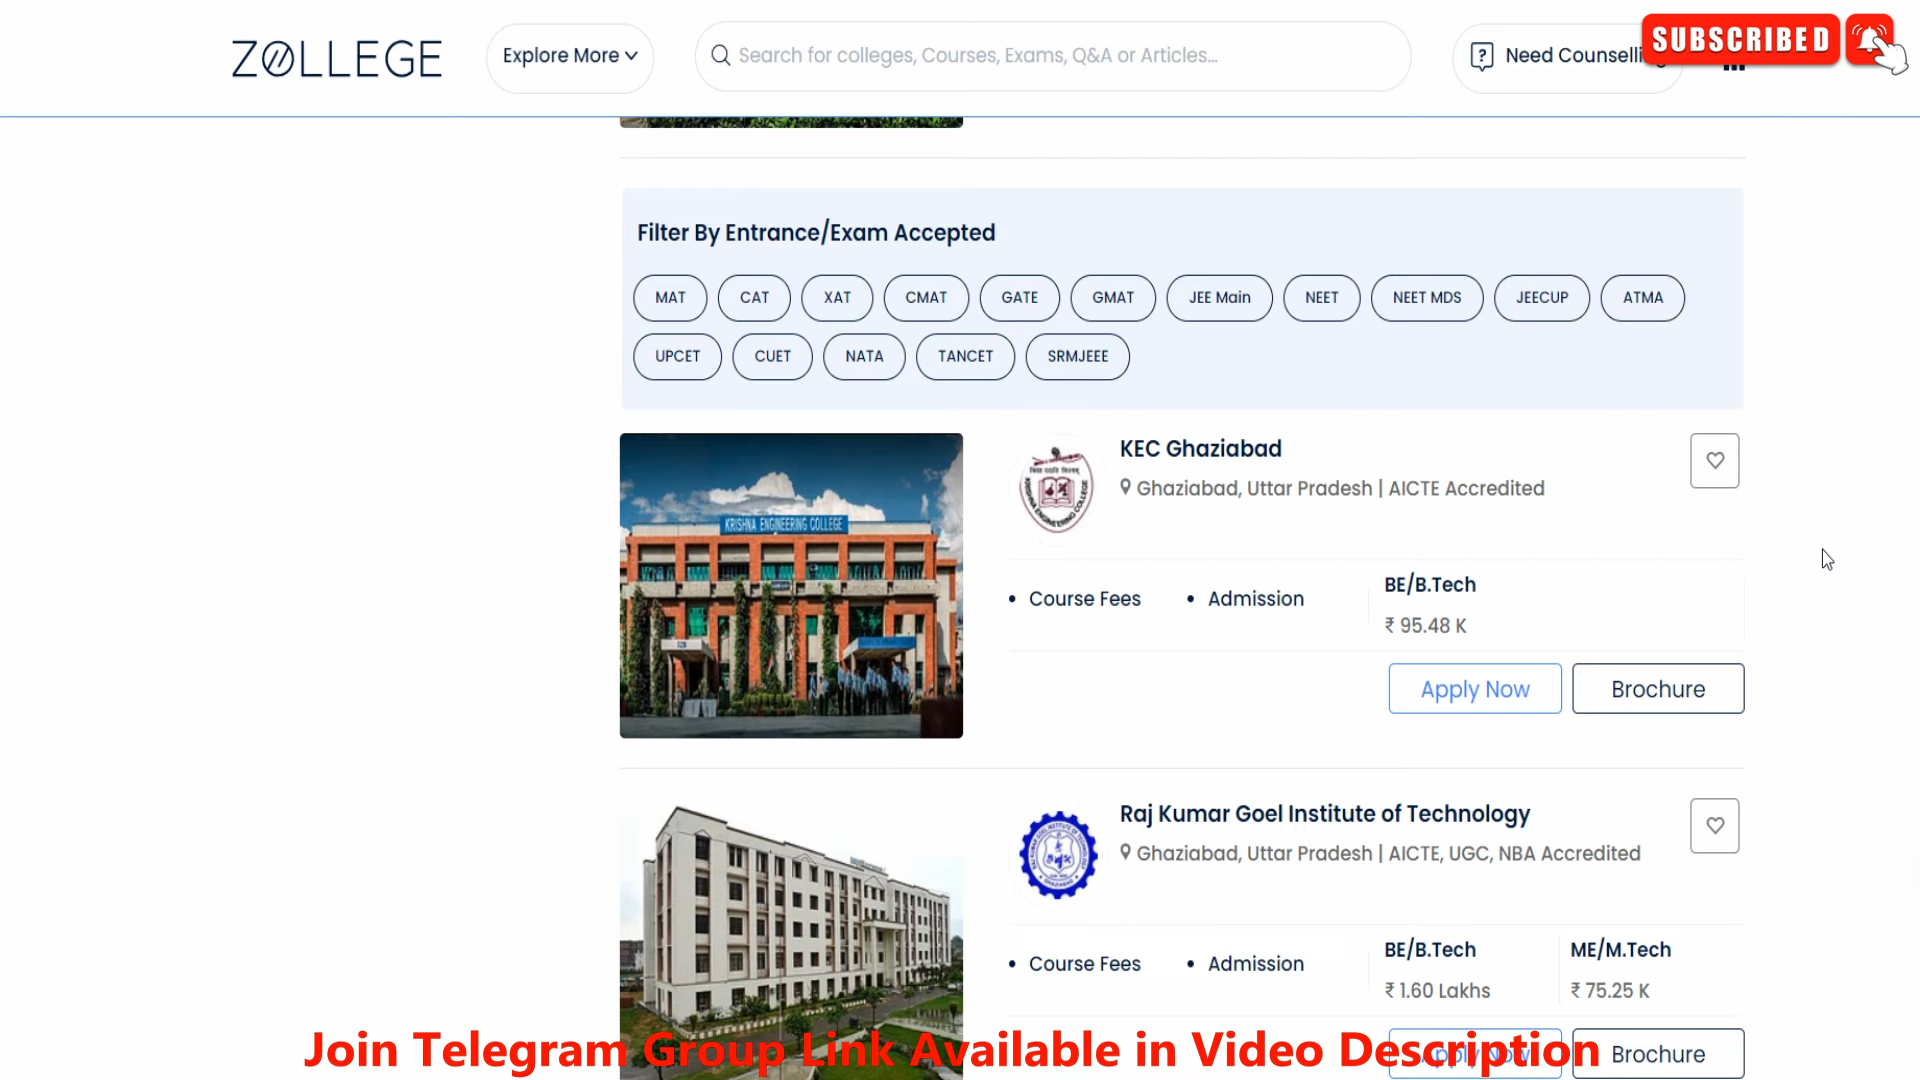 ZOLLEGE
Explore More
Search for colleges, Courses, Exams, Q&A or Articles...
Need Counselli
SUBSCRIBED
Filter By Entrance/Exam Accepted
MAT CAT XAT CMAT GATE GMAT JEE Main NEET NEET MDS JEECUP ATMA
UPCET CUET NATA TANCET SRMJEEE
KRISHNA ENGINEERING COLLEGE
KEC Ghaziabad
Ghaziabad, Uttar Pradesh | AICTE Accredited
• Course Fees • Admission
BE/B.Tech
₹ 95.48 K
Apply Now Brochure
Raj Kumar Goel Institute of Technology
Ghaziabad, Uttar Pradesh | AICTE, UGC, NBA Accredited
• Course Fees • Admission
BE/B.Tech ME/M.Tech
₹ 1.60 Lakhs ₹ 75.25 K
Apply Now Brochure
Join Telegram Group Link Available in Video Description